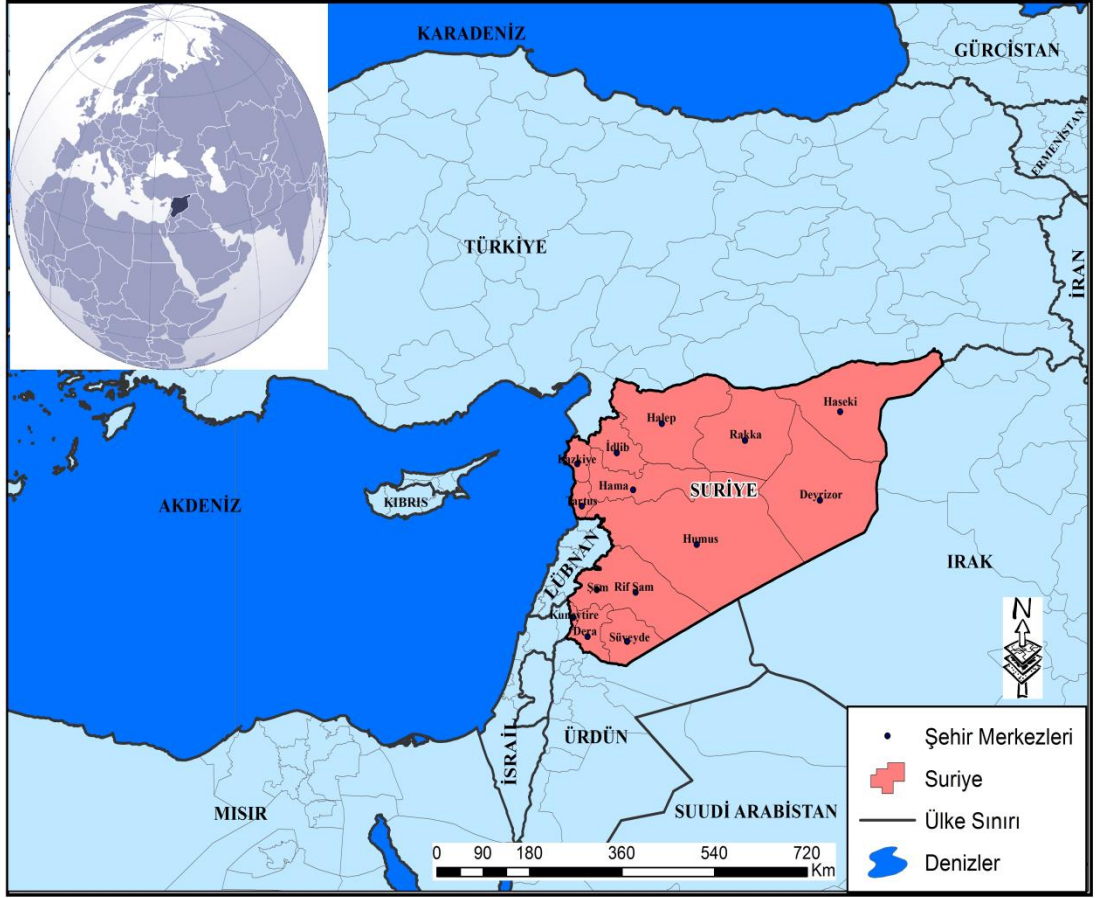 KARADENİZ
GÜRCİSTAN
ERMENİSTAN
TÜRKİYE
İRAN
Haseki
Halep
Rakka
İdlib
Lazkiye
Hama
SURİYE
Deyrizor
KIBRIS
AKDENİZ
Tartus
Humus
LÜBNAN
IRAK
Şam
Rif Şam
Kuneytire
Dera
Süveyde
N
İSRAİL
ÜRDÜN
MISIR
SUUDİ ARABİSTAN
0 90 180 360 540 720
Km
Şehir Merkezleri
Suriye
Ülke Sınırı
Denizler